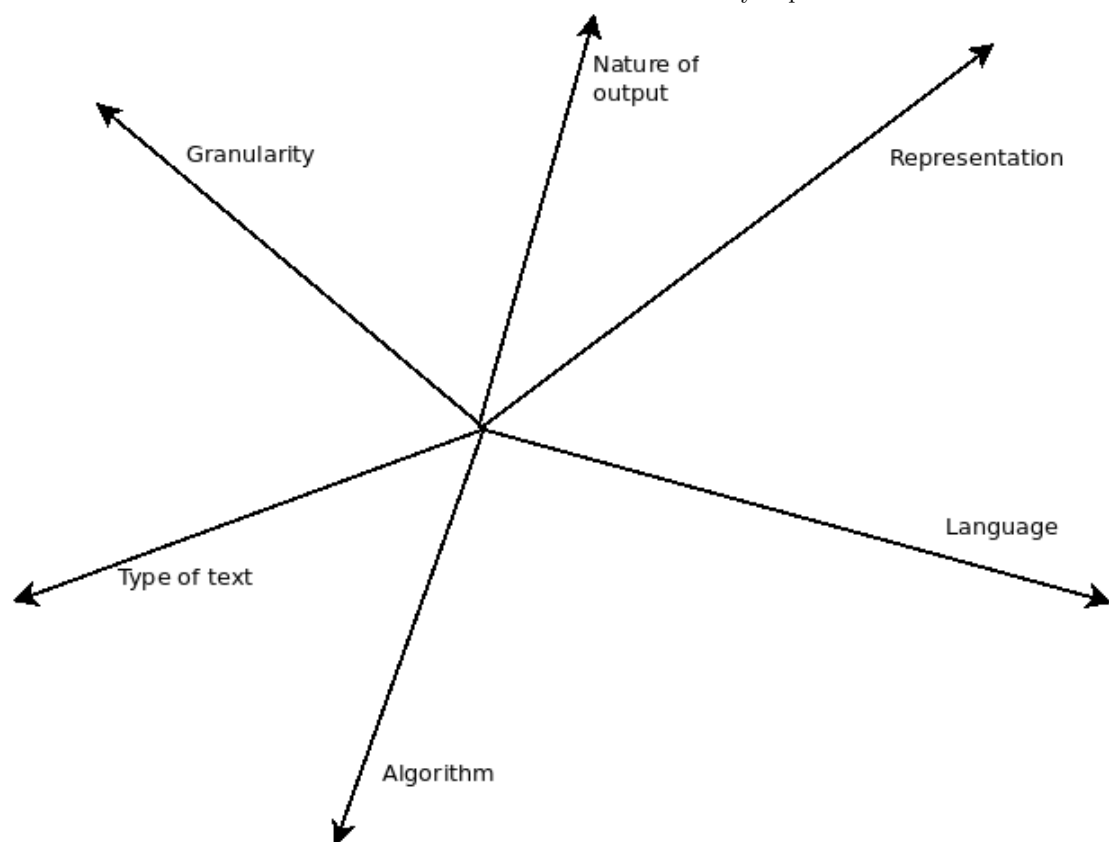 Nature of
output
Granularity
Representation
Language
Type of text
Algorithm